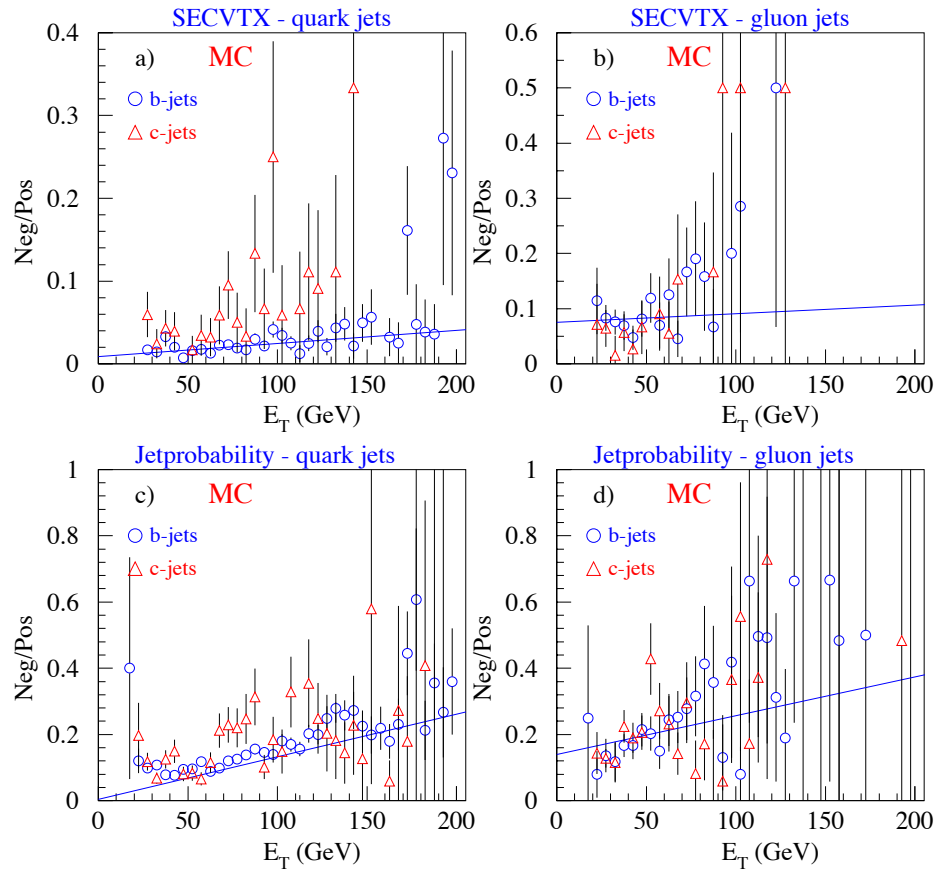 SECVTX - quark jets
a) MC
b-jets
c-jets
Neg/Pos
0.4
0.3
0.2
0.1
0
0 50 100 150 200
E_T (GeV)
SECVTX - gluon jets
b) MC
b-jets
c-jets
Neg/Pos
0.6
0.5
0.4
0.3
0.2
0.1
0
0 50 100 150 200
E_T (GeV)
Jetprobability - quark jets
c) MC
b-jets
c-jets
Neg/Pos
1
0.8
0.6
0.4
0.2
0
0 50 100 150 200
E_T (GeV)
Jetprobability - gluon jets
d) MC
b-jets
c-jets
Neg/Pos
1
0.8
0.6
0.4
0.2
0
0 50 100 150 200
E_T (GeV)